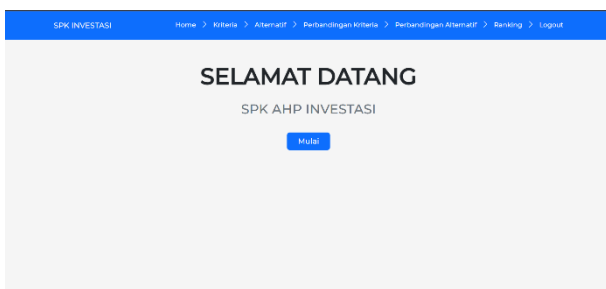 SPK INVESTASI Home > Kriteria > Alternatif > Perbandingan Kriteria > Perbandingan Alternatif > Ranking > Logout
SELAMAT DATANG
SPK AHP INVESTASI
Mulai